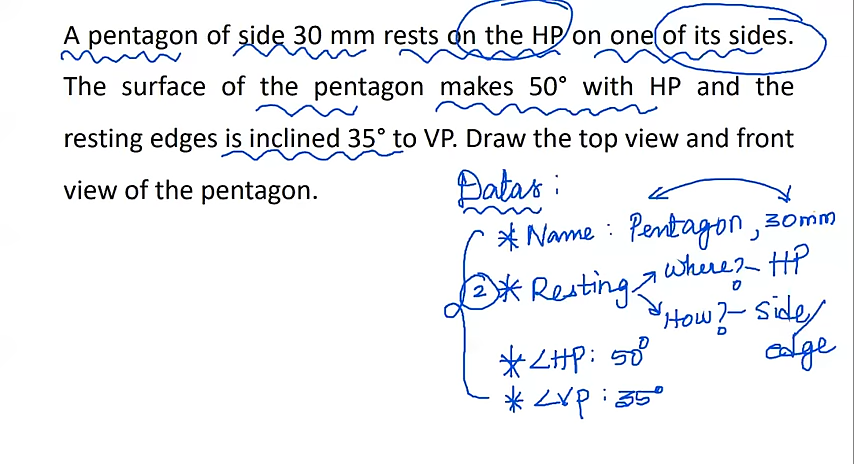 A pentagon of side 30 mm rests on the HP on one of its sides.
The surface of the pentagon makes 50° with HP and the
resting edges is inclined 35° to VP. Draw the top view and front
view of the pentagon.
Datas :
* Name : Pentagon, 30mm
② * Resting
Where? - HP
How? - side/
edge
* ∠HP : 50°
* ∠VP : 35°